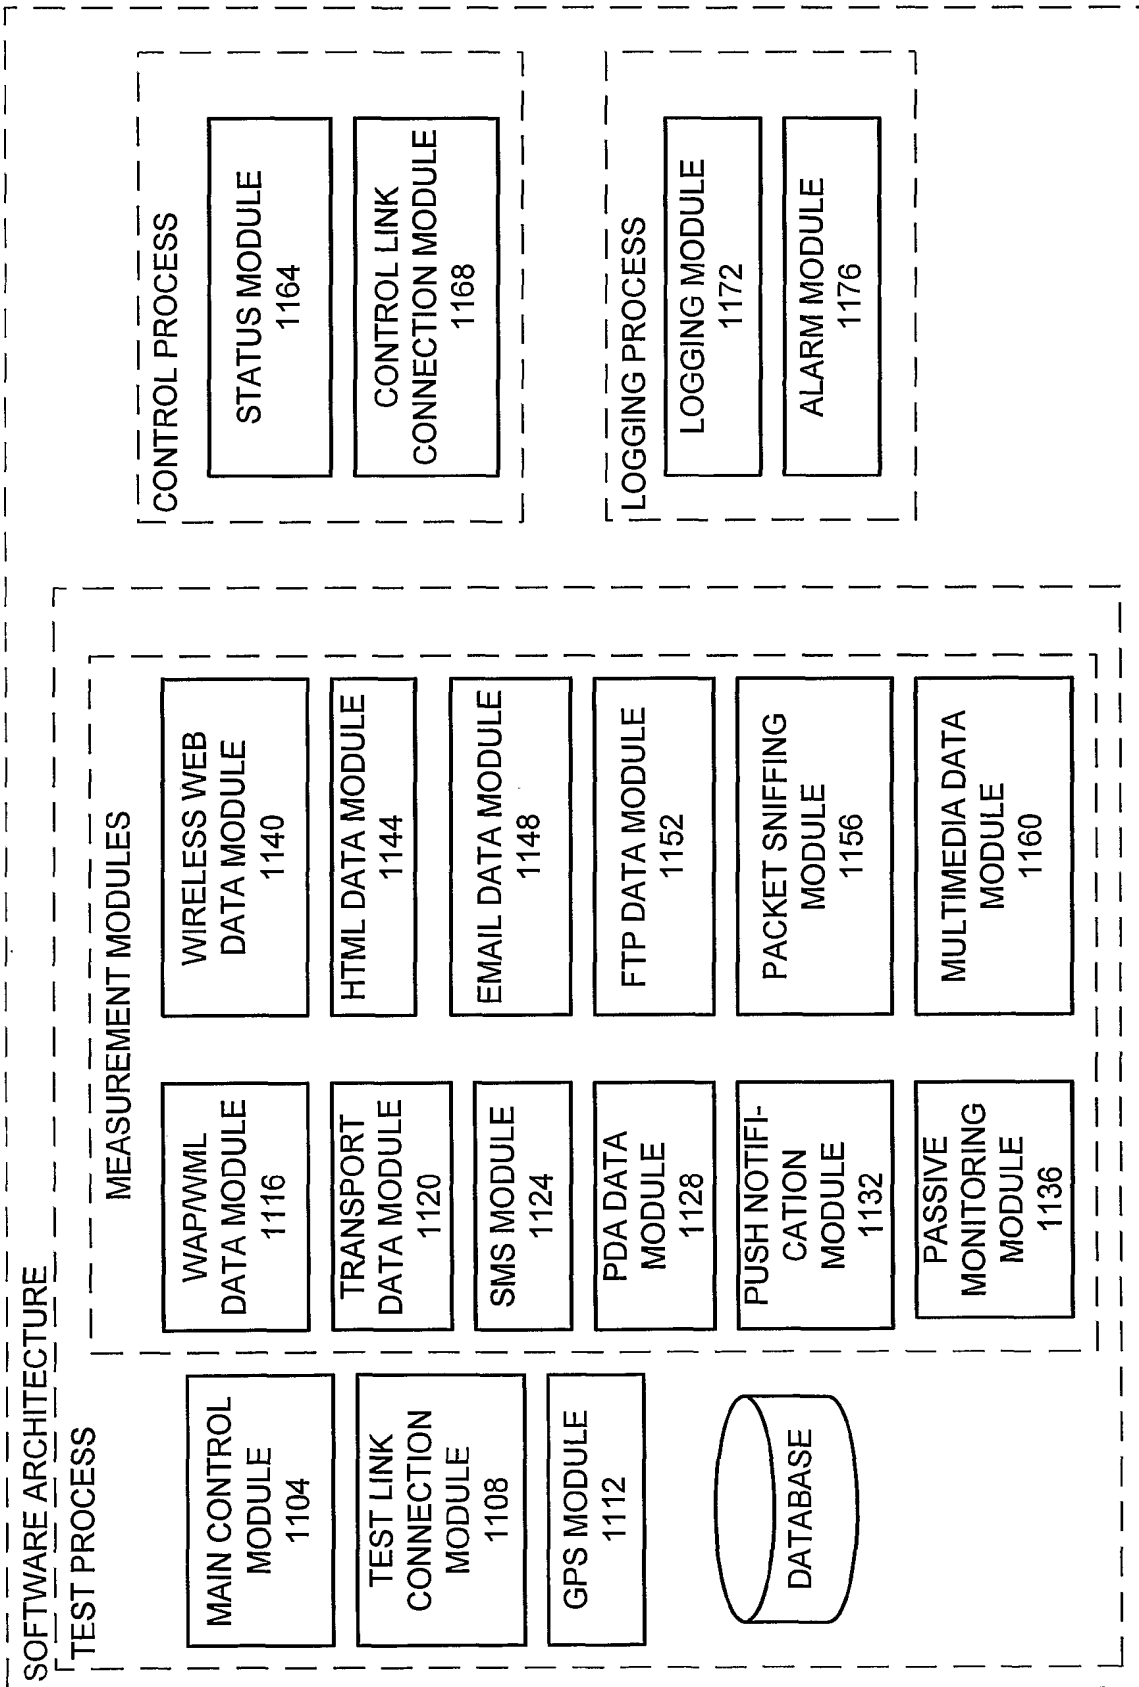 SOFTWARE ARCHITECTURE
TEST PROCESS
MAIN CONTROL
MODULE
1104
TEST LINK
CONNECTION
MODULE
1108
GPS MODULE
1112
DATABASE
MEASUREMENT MODULES
WAP/WML
DATA MODULE
1116
TRANSPORT
DATA MODULE
1120
SMS MODULE
1124
PDA DATA
MODULE
1128
PUSH NOTIFI-
CATION
MODULE
1132
PASSIVE
MONITORING
MODULE
1136
WIRELESS WEB
DATA MODULE
1140
HTML DATA MODULE
1144
EMAIL DATA MODULE
1148
FTP DATA MODULE
1152
PACKET SNIFFING
MODULE
1156
MULTIMEDIA DATA
MODULE
1160
CONTROL PROCESS
STATUS MODULE
1164
CONTROL LINK
CONNECTION MODULE
1168
LOGGING PROCESS
LOGGING MODULE
1172
ALARM MODULE
1176